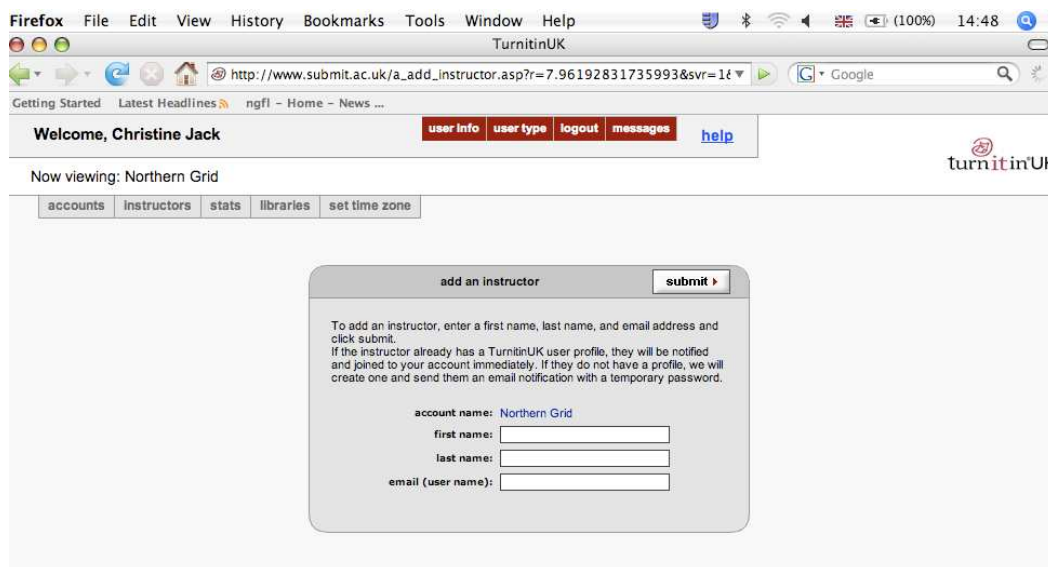 Firefox File Edit View History Bookmarks Tools Window Help (100%) 14:48
TurnitinUK
http://www.submit.ac.uk/a_add_instructor.asp?r=7.96192831735993&svr=1 Google
Getting Started Latest Headlines ngfl - Home - News ...
Welcome, Christine Jack user info user type logout messages help
turnitin UK
Now viewing: Northern Grid
accounts instructors stats libraries set time zone
add an instructor submit
To add an instructor, enter a first name, last name, and email address and
click submit.
If the instructor already has a TurnitinUK user profile, they will be notified
and joined to your account immediately. If they do not have a profile, we will
create one and send them an email notification with a temporary password.
account name: Northern Grid
first name:
last name:
email (user name):